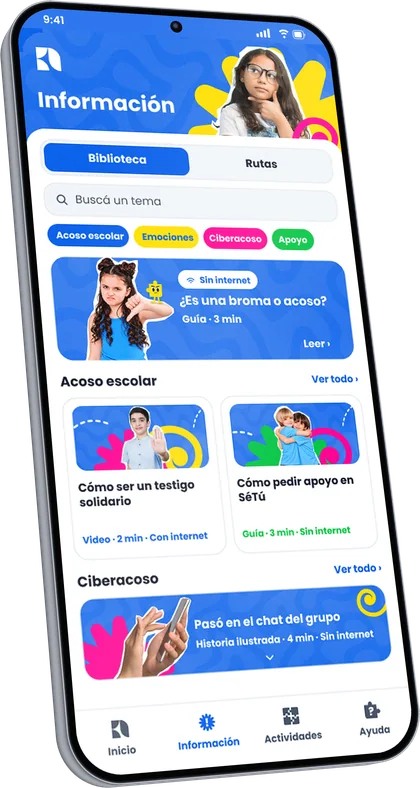 9:41
Información
Biblioteca
Rutas
Buscá un tema
Acoso escolar
Emociones
Ciberacoso
Apoyo
Sin internet
¿Es una broma o acoso?
Guía · 3 min
Leer ›
Acoso escolar
Ver todo ›
Cómo ser un testigo
solidario
Video · 2 min · Con internet
Cómo pedir apoyo en
SéTú
Guía · 3 min · Sin internet
Ciberacoso
Ver todo ›
Pasó en el chat del grupo
Historia ilustrada · 4 min · Sin internet
Inicio
Información
Actividades
Ayuda